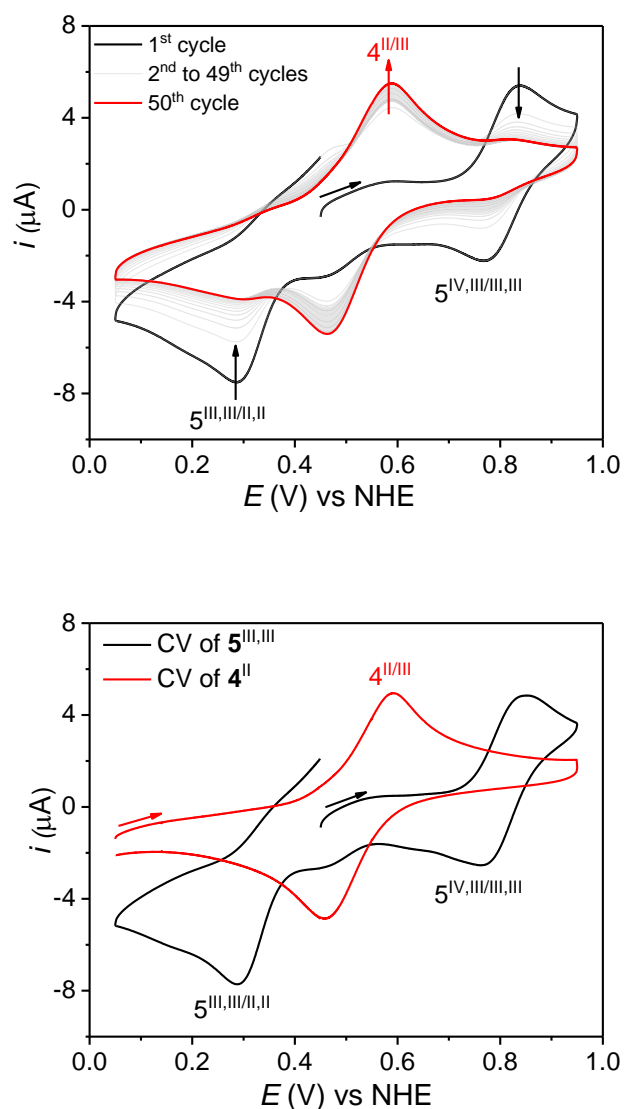 8
4
0
-4
-8
i (μA)
1st cycle
2nd to 49th cycles
50th cycle
4II/III
5IV,III/III,III
5III,III/II,II
0.0 0.2 0.4 0.6 0.8 1.0
E (V) vs NHE
8
4
0
-4
-8
i (μA)
CV of 5III,III
CV of 4II
4II/III
5IV,III/III,III
5III,III/II,II
0.0 0.2 0.4 0.6 0.8 1.0
E (V) vs NHE